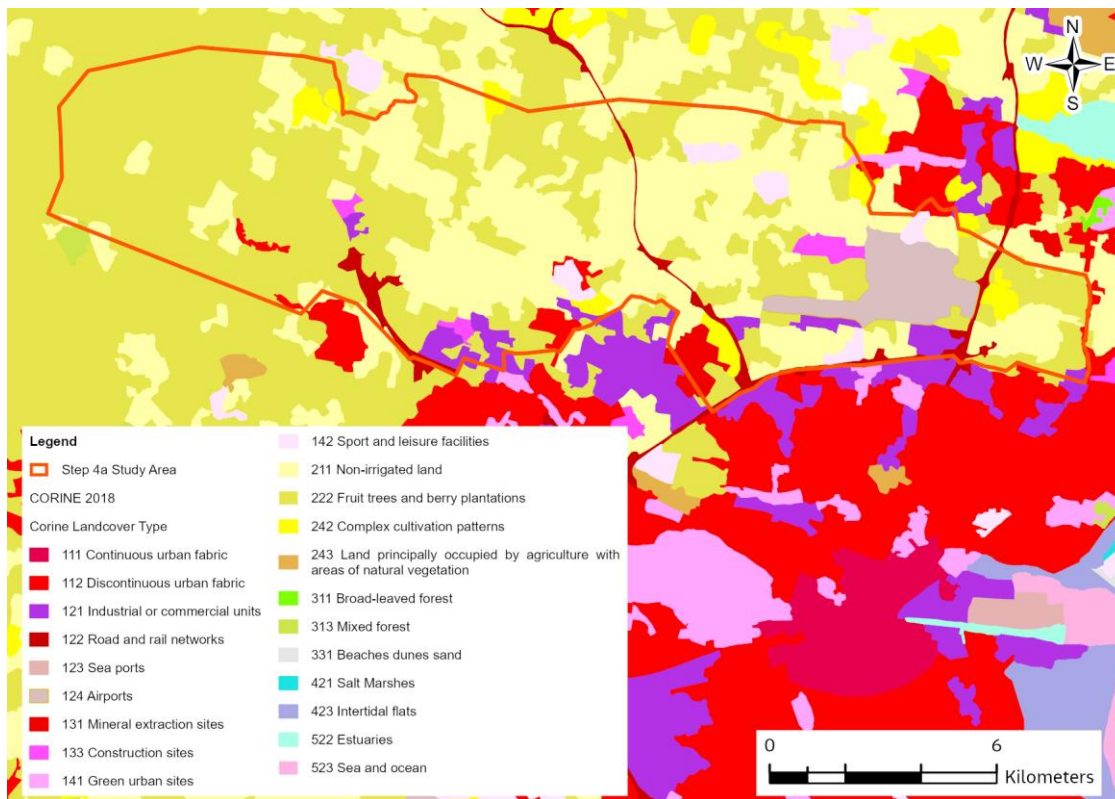 N
W E
S
Legend
Step 4a Study Area
CORINE 2018
Corine Landcover Type
111 Continuous urban fabric
112 Discontinuous urban fabric
121 Industrial or commercial units
122 Road and rail networks
123 Sea ports
124 Airports
131 Mineral extraction sites
133 Construction sites
141 Green urban sites
142 Sport and leisure facilities
211 Non-irrigated land
222 Fruit trees and berry plantations
242 Complex cultivation patterns
243 Land principally occupied by agriculture with
areas of natural vegetation
311 Broad-leaved forest
313 Mixed forest
331 Beaches dunes sand
421 Salt Marshes
423 Intertidal flats
522 Estuaries
523 Sea and ocean
0 6
Kilometers